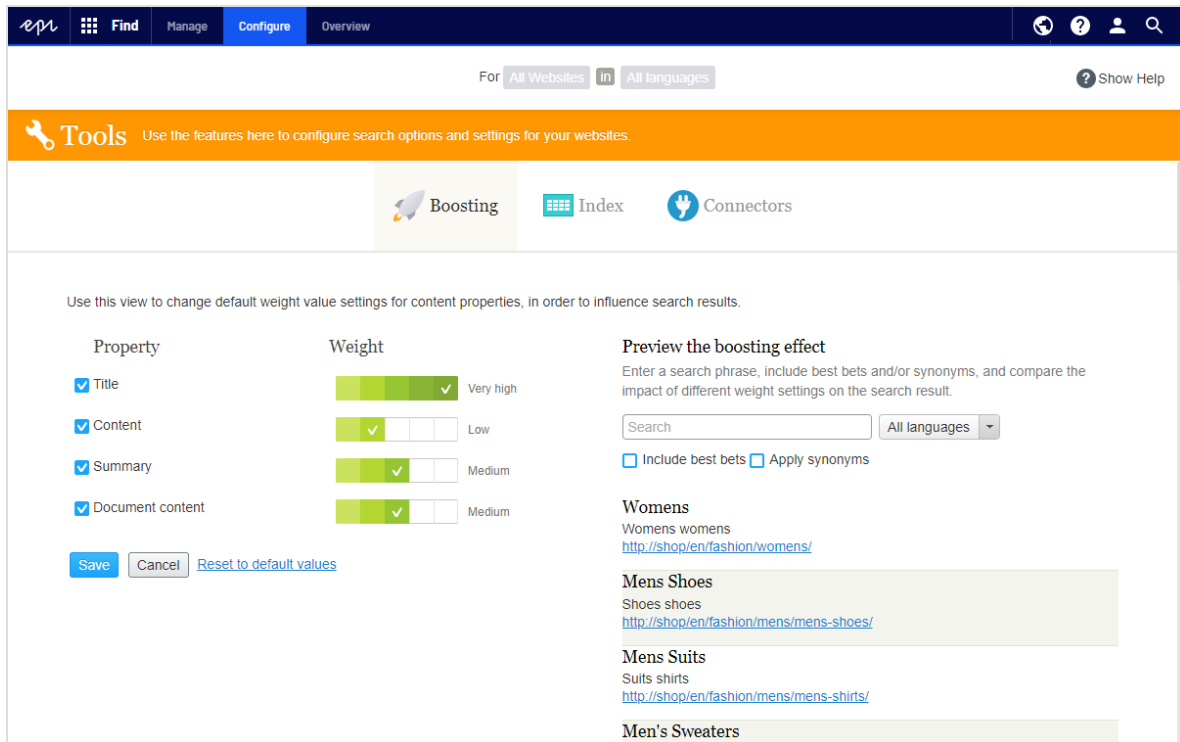 epi Find Manage Configure Overview
For All Websites in All languages
? Show Help
Tools Use the features here to configure search options and settings for your websites.
Boosting Index Connectors
Use this view to change default weight value settings for content properties, in order to influence search results.
Property Weight
Title Very high
Content Low
Summary Medium
Document content Medium
Save Cancel Reset to default values
Preview the boosting effect
Enter a search phrase, include best bets and/or synonyms, and compare the
impact of different weight settings on the search result.
Search All languages
Include best bets Apply synonyms
Womens
Womens womens
http://shop/en/fashion/womens/
Mens Shoes
Shoes shoes
http://shop/en/fashion/mens/mens-shoes/
Mens Suits
Suits shirts
http://shop/en/fashion/mens/mens-shirts/
Men's Sweaters